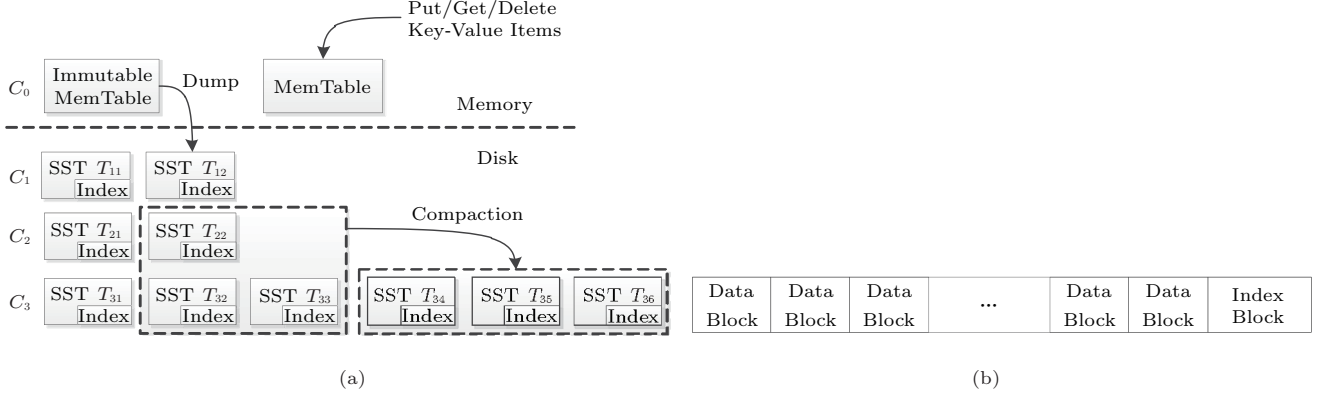 Put/Get/Delete
Key-Value Items
C₀
Immutable
MemTable
Dump
MemTable
Memory
Disk
C₁
SST T₁₁
Index
SST T₁₂
Index
Compaction
C₂
SST T₂₁
Index
SST T₂₂
Index
C₃
SST T₃₁
Index
SST T₃₂
Index
SST T₃₃
Index
SST T₃₄
Index
SST T₃₅
Index
SST T₃₆
Index
Data
Block
Data
Block
Data
Block
...
Data
Block
Data
Block
Index
Block
(a)
(b)